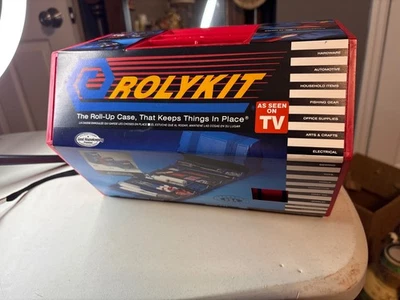 ROLYKIT
The Roll-Up Case, That Keeps Things In Place®
AS SEEN
ON
TV
HARDWARE
AUTOMOTIVE
HOUSEHOLD ITEMS
FISHING GEAR
OFFICE SUPPLIES
ARTS & CRAFTS
ELECTRICAL